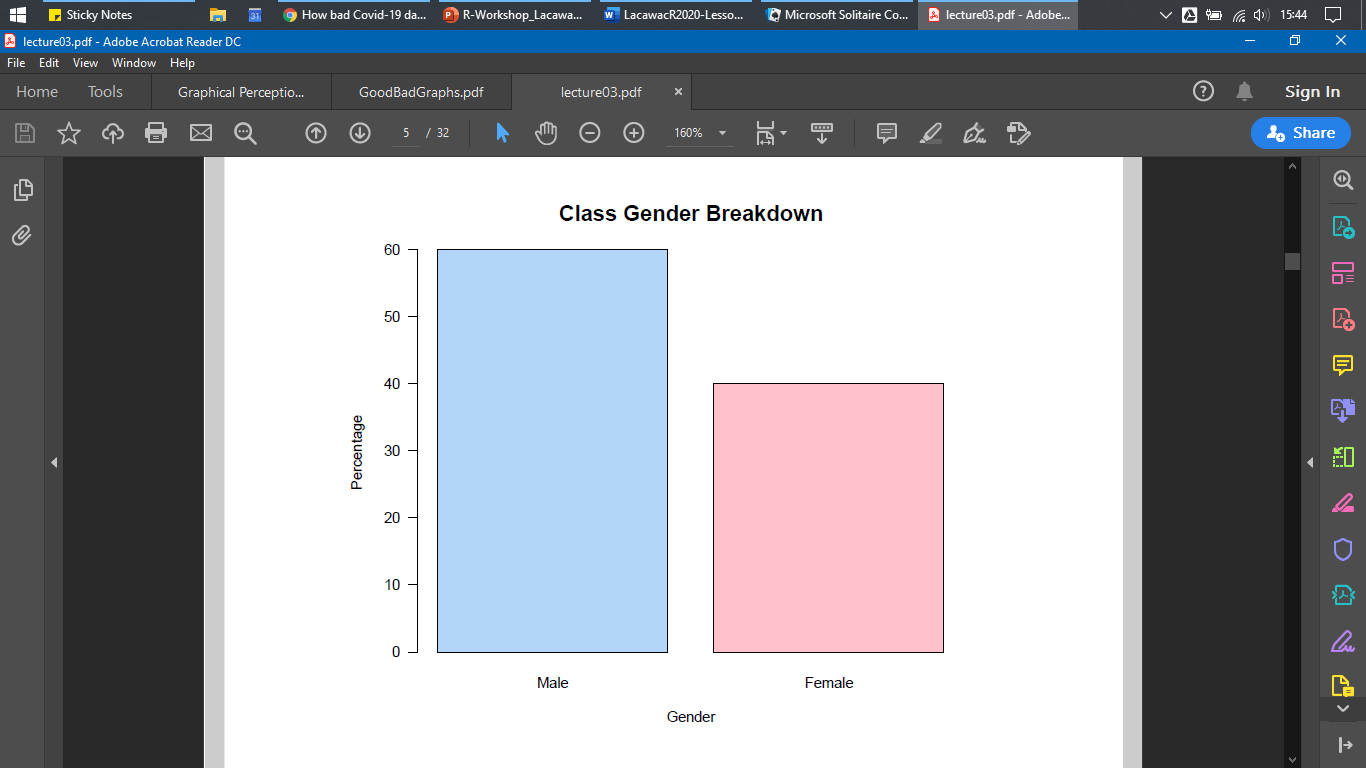 Sticky Notes
31
How bad Covid-19 da...
R-Workshop_Lacawa...
LacawacR2020-Lesso...
Microsoft Solitaire Co...
lecture03.pdf - Adobe...
15:44
lecture03.pdf - Adobe Acrobat Reader DC
File Edit View Window Help
Home Tools Graphical Perceptio... GoodBadGraphs.pdf lecture03.pdf × Sign In
5 / 32 160% Share
Class Gender Breakdown
60
50
40
30
20
10
0
Percentage
Male Female
Gender